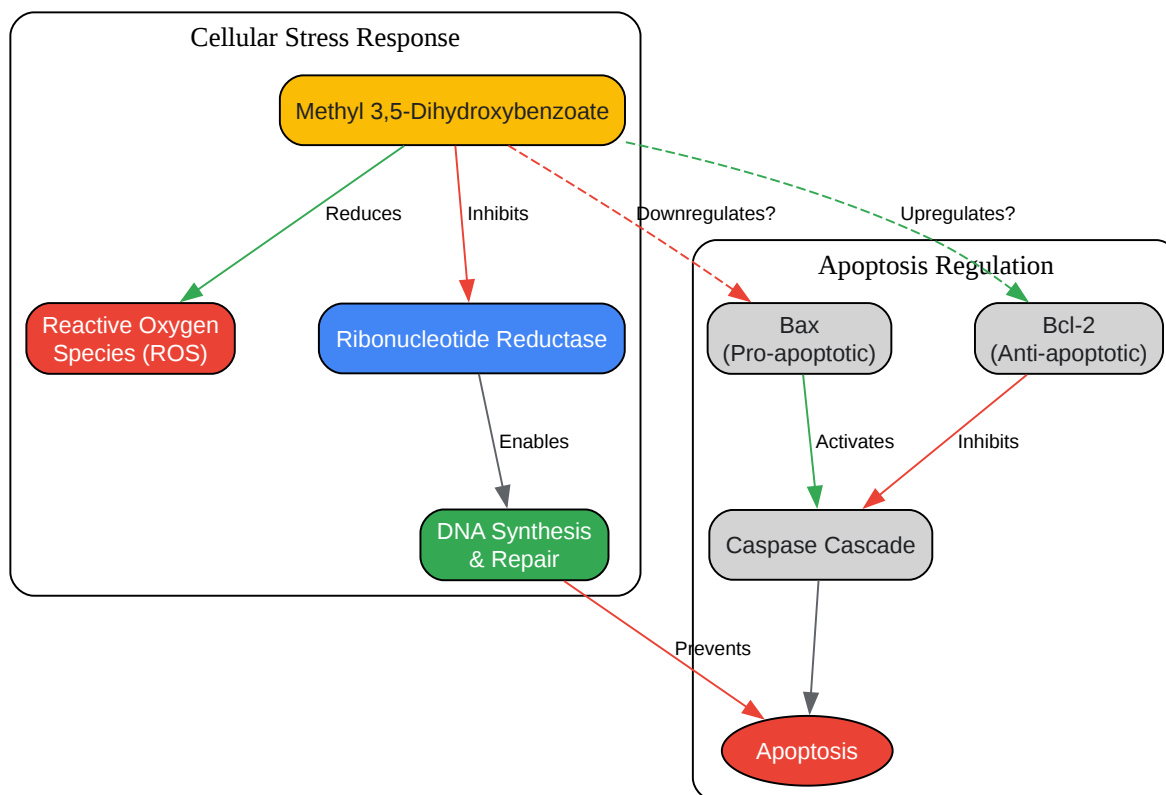 Cellular Stress Response
Methyl 3,5-Dihydroxybenzoate
Reduces
Inhibits
Downregulates?
Upregulates?
Apoptosis Regulation
Reactive Oxygen
Species (ROS)
Ribonucleotide Reductase
Bax
(Pro-apoptotic)
Bcl-2
(Anti-apoptotic)
Enables
Activates
Inhibits
DNA Synthesis
& Repair
Caspase Cascade
Prevents
Apoptosis